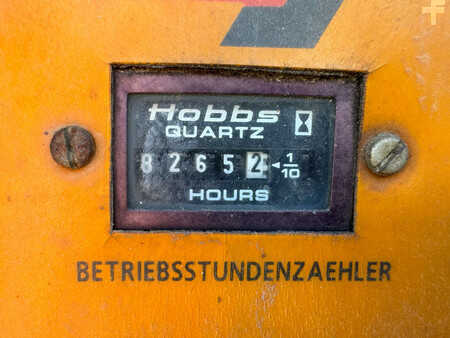 Hobbs
QUARTZ
8 2 6 5 2 ◄ 1/10
HOURS
BETRIEBSSTUNDENZAEHLER